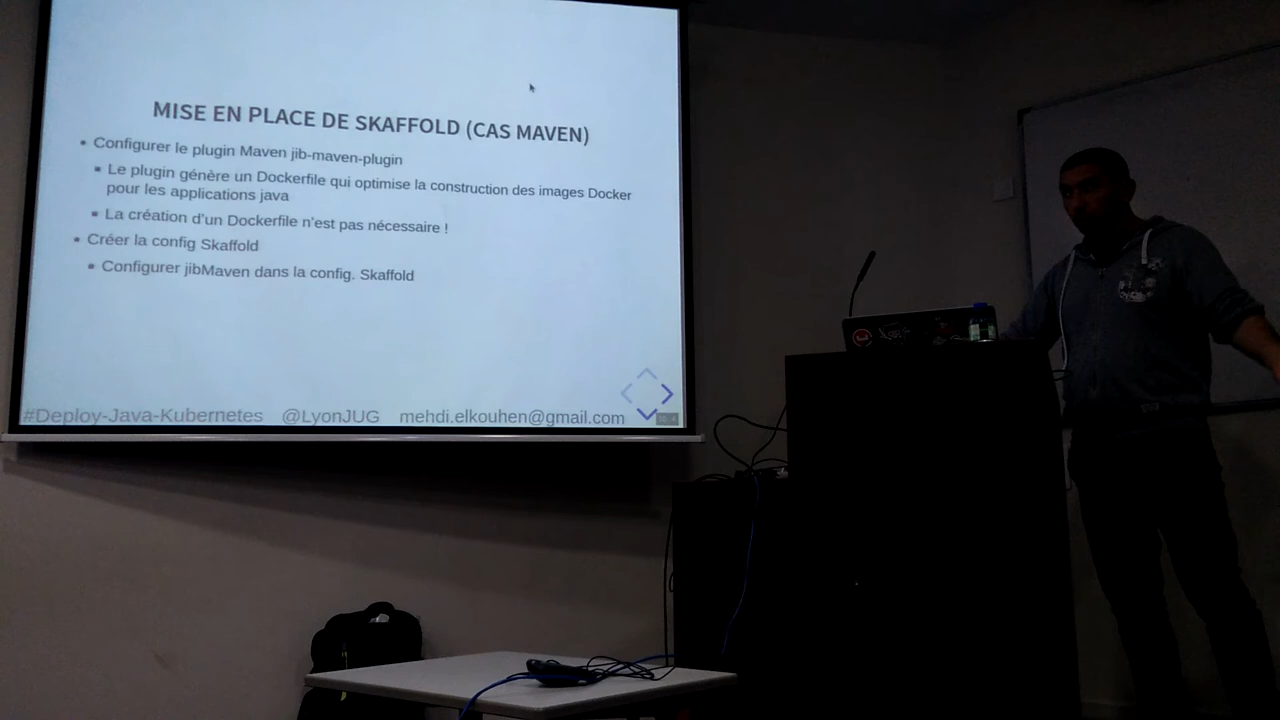 MISE EN PLACE DE SKAFFOLD (CAS MAVEN)
Configurer le plugin Maven jib-maven-plugin
Le plugin génère un Dockerfile qui optimise la construction des images Docker
pour les applications java
La création d'un Dockerfile n'est pas nécessaire !
Créer la config Skaffold
Configurer jibMaven dans la config. Skaffold
#Deploy-Java-Kubernetes @LyonJUG mehdi.elkouhen@gmail.com